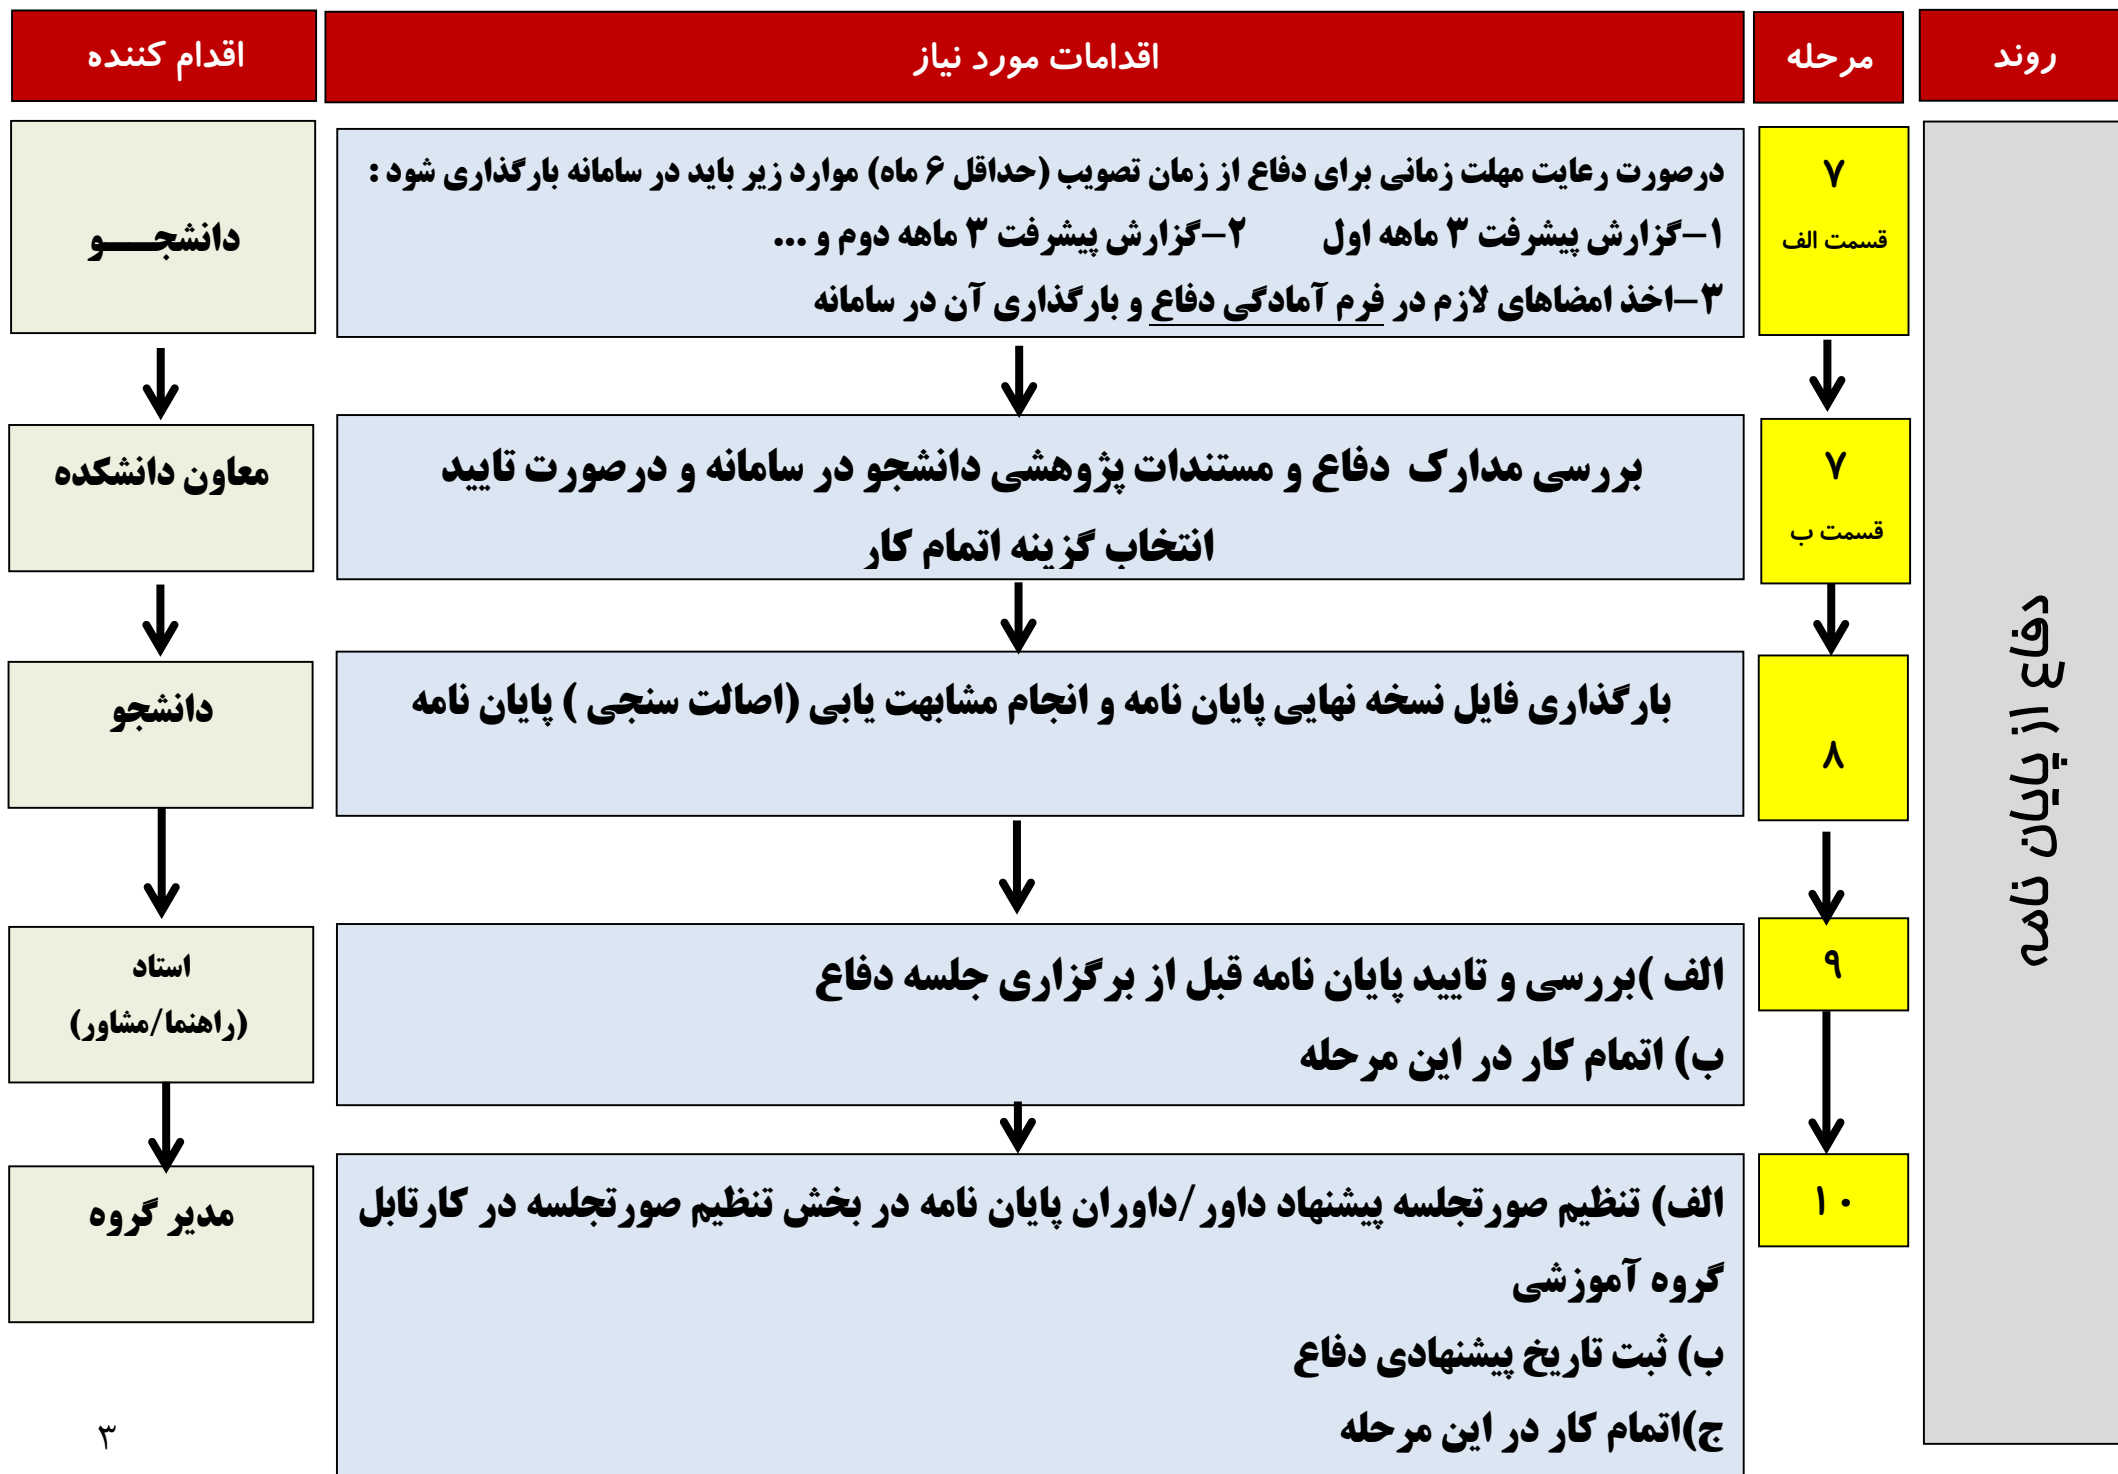 روند
مرحله
اقدامات مورد نیاز
اقدام کننده
دفاع از پایان نامه
۷
قسمت الف
درصورت رعایت مهلت زمانی برای دفاع از زمان تصویب (حداقل ۶ ماه) موارد زیر باید در سامانه بارگذاری شود :
۱-گزارش پیشرفت ۳ ماهه اول ۲-گزارش پیشرفت ۳ ماهه دوم و ...
۳-اخذ امضاهای لازم در فرم آمادگی دفاع و بارگذاری آن در سامانه
دانشجـــــو
۷
قسمت ب
بررسی مدارک دفاع و مستندات پژوهشی دانشجو در سامانه و درصورت تایید
انتخاب گزینه اتمام کار
معاون دانشکده
۸
بارگذاری فایل نسخه نهایی پایان نامه و انجام مشابهت یابی (اصالت سنجی ) پایان نامه
دانشجو
۹
الف )بررسی و تایید پایان نامه قبل از برگزاری جلسه دفاع
ب) اتمام کار در این مرحله
استاد
(راهنما/مشاور)
۱۰
الف) تنظیم صورتجلسه پیشنهاد داور /داوران پایان نامه در بخش تنظیم صورتجلسه در کارتابل
گروه آموزشی
ب) ثبت تاریخ پیشنهادی دفاع
ج)اتمام کار در این مرحله
مدیر گروه
۳